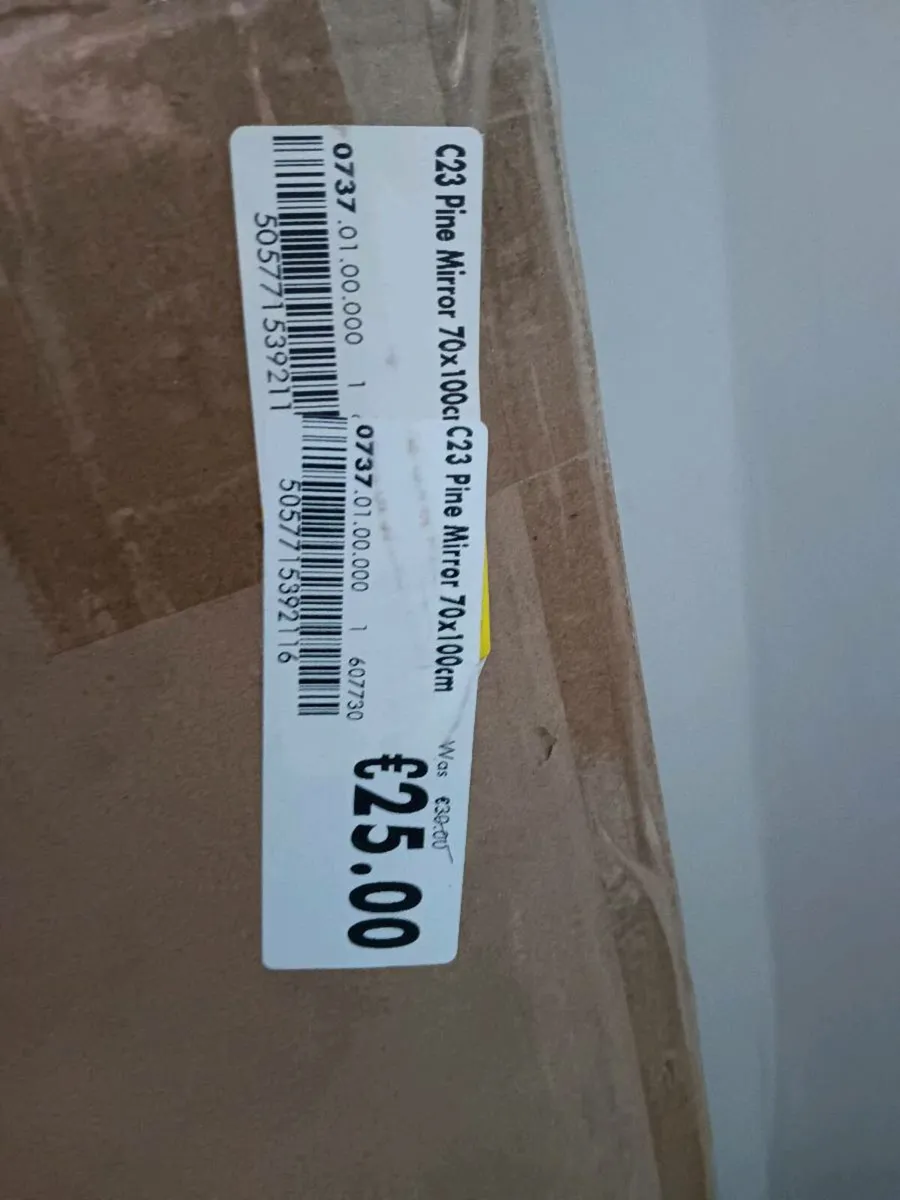 C23 Pine Mirror 70x100c
0737.01.00.000 1
505771539211
C23 Pine Mirror 70x100cm
Was €30.00
€25.00
0737.01.00.000 1 607730
5057715392116